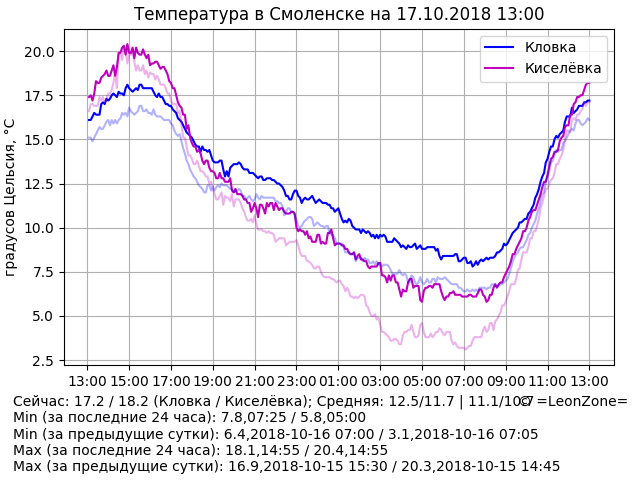 Температура в Смоленске на 17.10.2018 13:00
Кловка
Киселёвка
градусов Цельсия, °C
20.0
17.5
15.0
12.5
10.0
7.5
5.0
2.5
13:00 15:00 17:00 19:00 21:00 23:00 01:00 03:00 05:00 07:00 09:00 11:00 13:00
Сейчас: 17.2 / 18.2 (Кловка / Киселёвка); Средняя: 12.5/11.7 | 11.1/10.7
© =LeonZone=
Min (за последние 24 часа): 7.8,07:25 / 5.8,05:00
Min (за предыдущие сутки): 6.4,2018-10-16 07:00 / 3.1,2018-10-16 07:05
Max (за последние 24 часа): 18.1,14:55 / 20.4,14:55
Max (за предыдущие сутки): 16.9,2018-10-15 15:30 / 20.3,2018-10-15 14:45